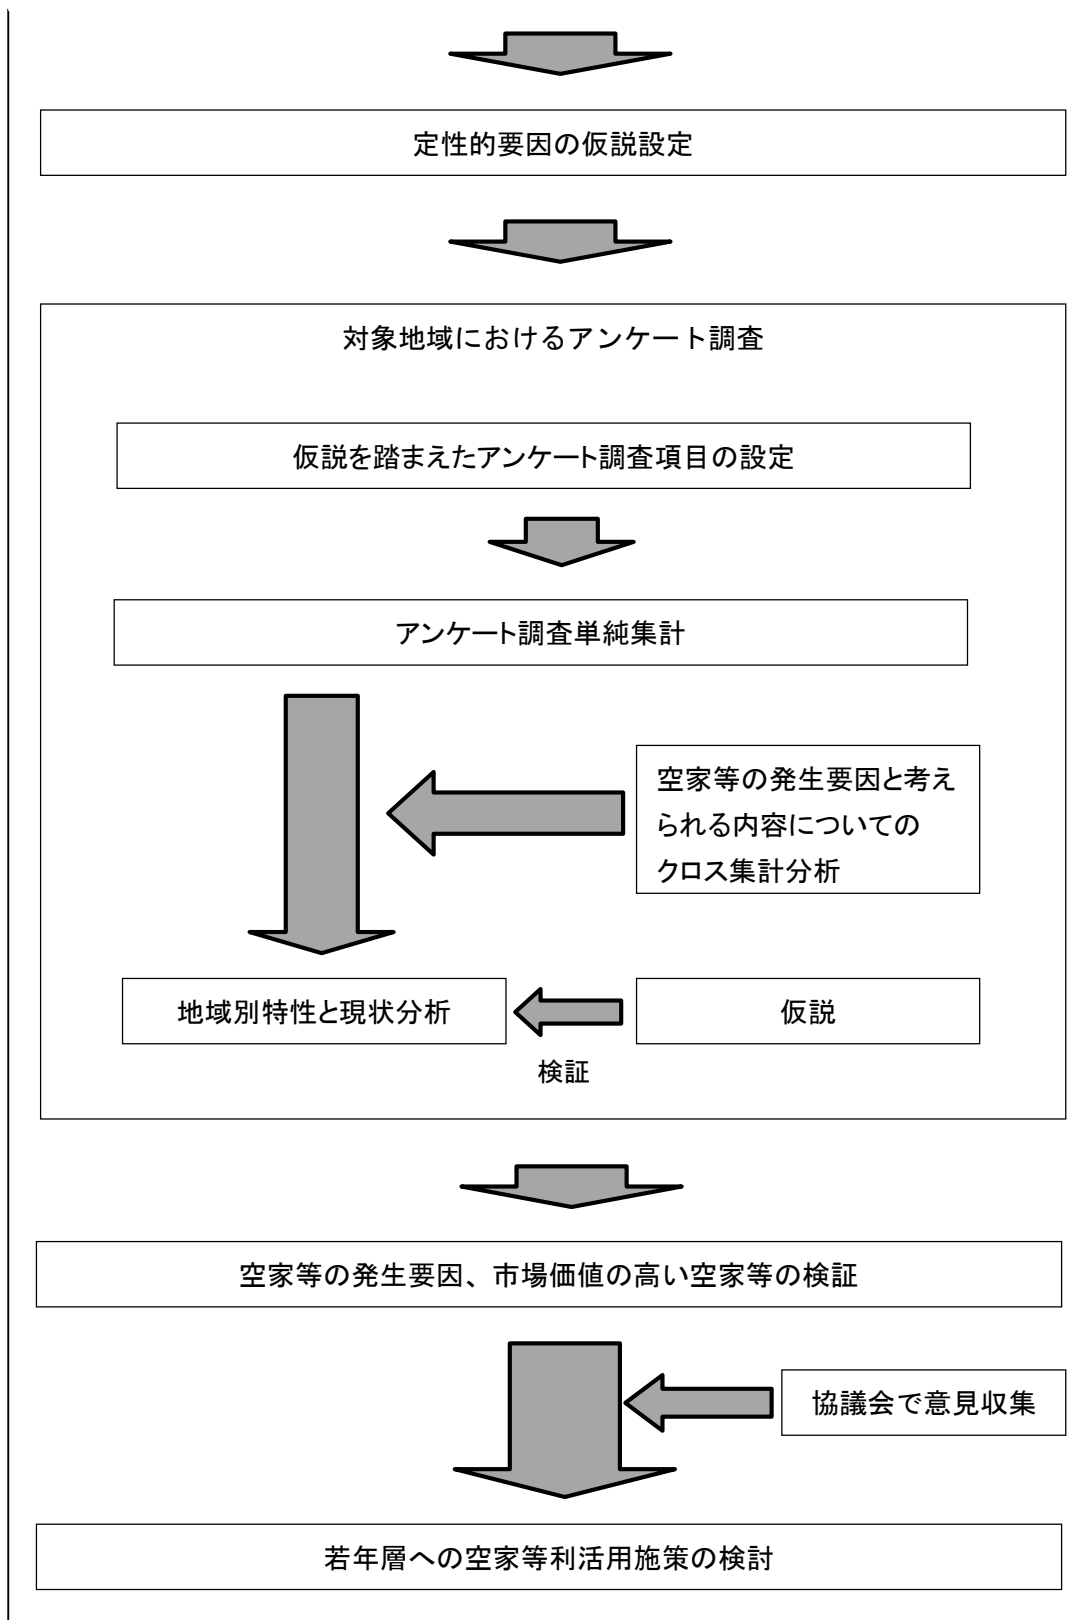 定性的要因の仮説設定
対象地域におけるアンケート調査
仮説を踏まえたアンケート調査項目の設定
アンケート調査単純集計
空家等の発生要因と考え
られる内容についての
クロス集計分析
地域別特性と現状分析
仮説
検証
空家等の発生要因、市場価値の高い空家等の検証
協議会で意見収集
若年層への空家等利活用施策の検討